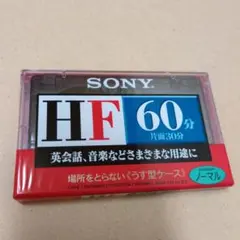 SONY
HF 60分
片面30分
英会話、音楽などさまざまな用途に
場所をとらない《うす型ケース》
ノーマル